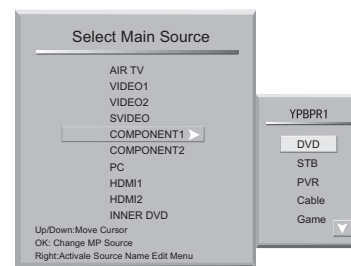 Select Main Source
AIR TV
VIDEO1
VIDEO2
SVIDEO
COMPONENT1
COMPONENT2
PC
HDMI1
HDMI2
INNER DVD
Up/Down:Move Cursor
OK: Change MP Source
Right:Activale Source Name Edit Menu
YPBPR1
DVD
STB
PVR
Cable
Game